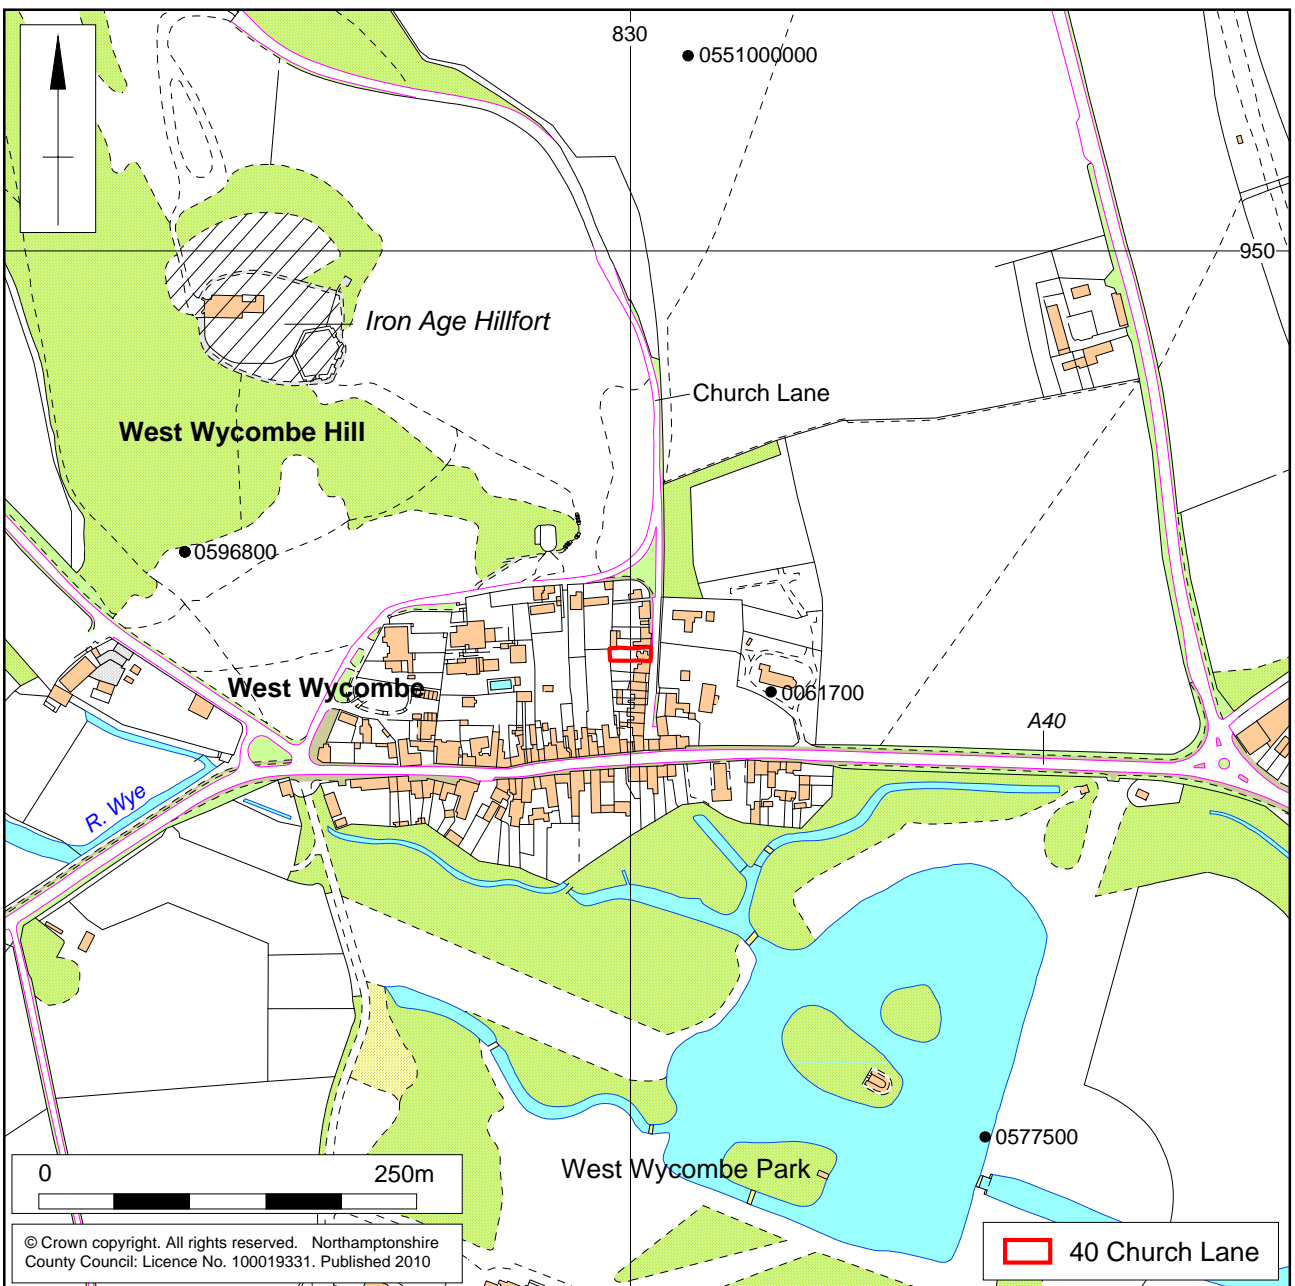 830
0551000000
950
Iron Age Hillfort
Church Lane
West Wycombe Hill
0596800
West Wycombe
0061700
A40
R. Wye
0577500
West Wycombe Park
0 250m
© Crown copyright. All rights reserved. Northamptonshire
County Council: Licence No. 100019331. Published 2010
40 Church Lane